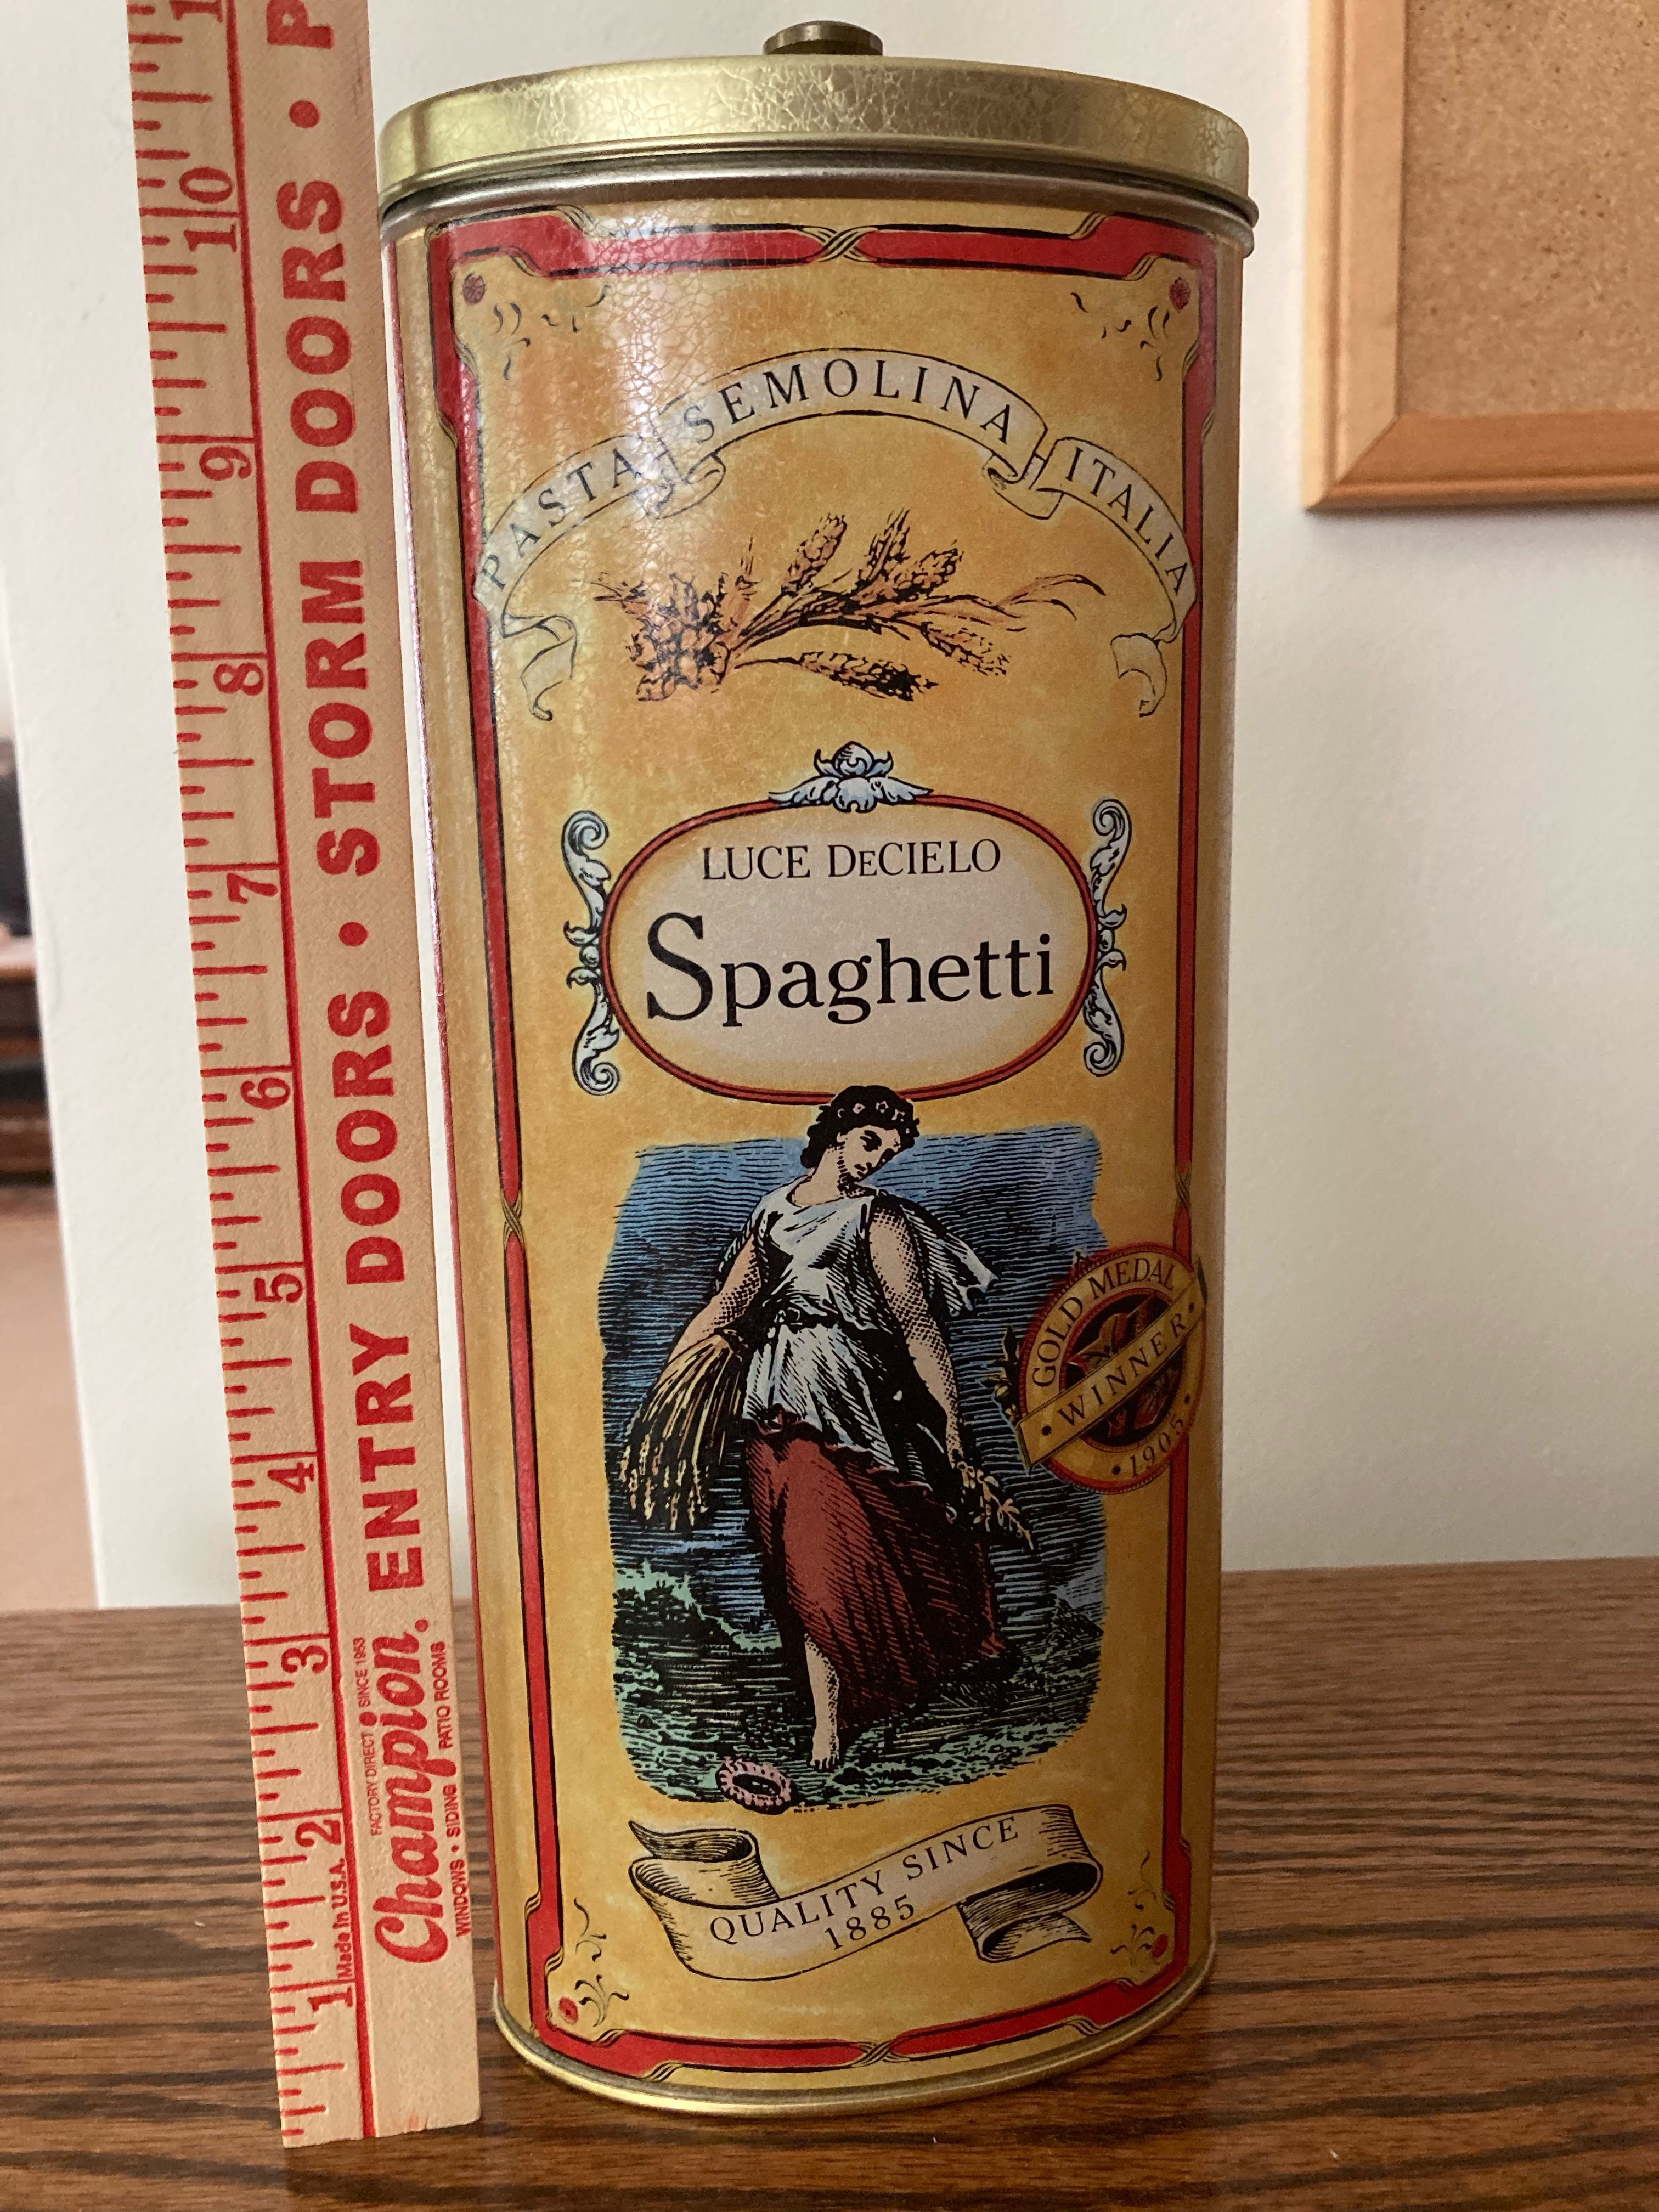 PASTA SEMOLINA ITALIA
LUCE DeCIELO
Spaghetti
GOLD MEDAL
• WINNER •
• 1905 •
QUALITY SINCE
1885
10
9
8
7
6
5
4
3
2
1
Made In U.S.A.
FACTORY DIRECT • SINCE 1953
Champion.
WINDOWS • SIDING PATIO ROOMS
ENTRY DOORS • STORM DOORS •